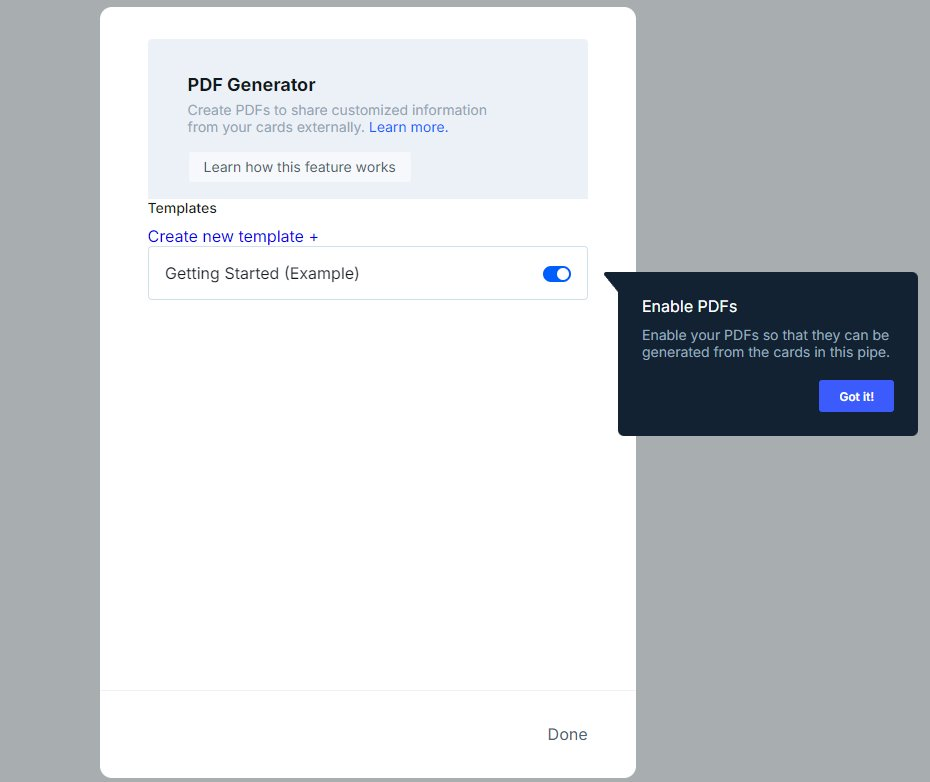 PDF Generator
Create PDFs to share customized information
from your cards externally. Learn more.
Learn how this feature works
Templates
Create new template +
Getting Started (Example)
Enable PDFs
Enable your PDFs so that they can be
generated from the cards in this pipe.
Got it!
Done